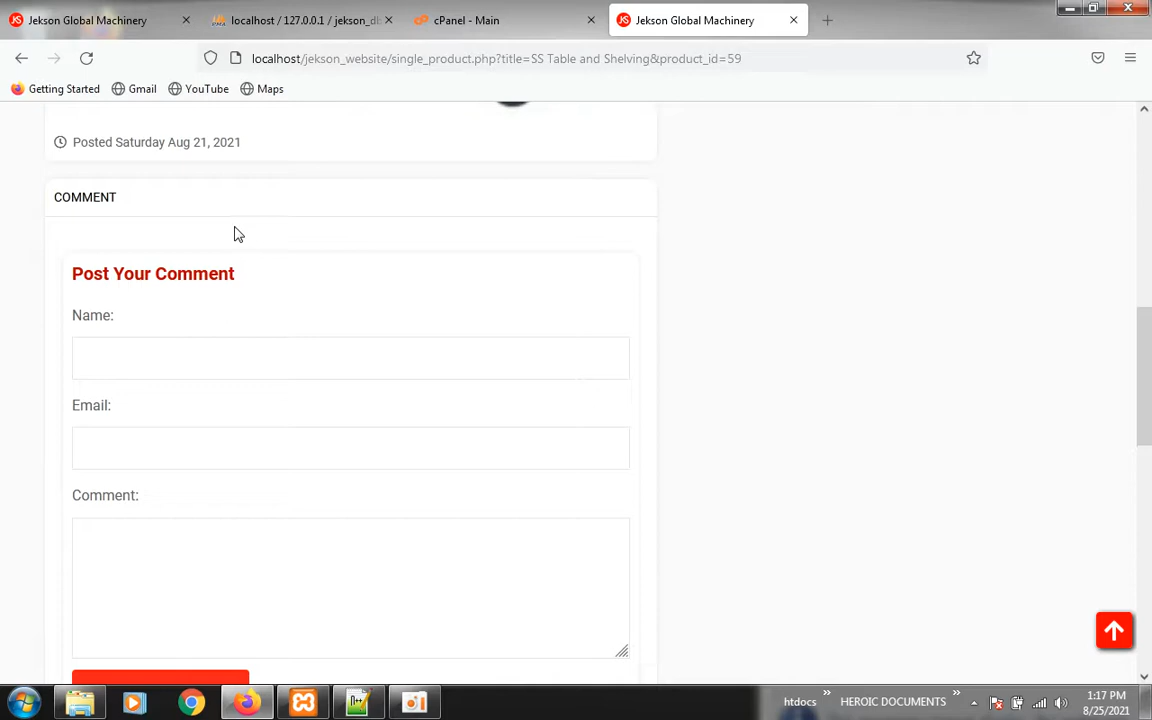 Jekson Global Machinery
localhost / 127.0.0.1 / jekson_d
cPanel - Main
Jekson Global Machinery
localhost/jekson_website/single_product.php?title=SS Table and Shelving&product_id=59
Getting Started
Gmail
YouTube
Maps
Posted Saturday Aug 21, 2021
COMMENT
Post Your Comment
Name:
Email:
Comment:
htdocs
HEROIC DOCUMENTS
1:17 PM
8/25/2021